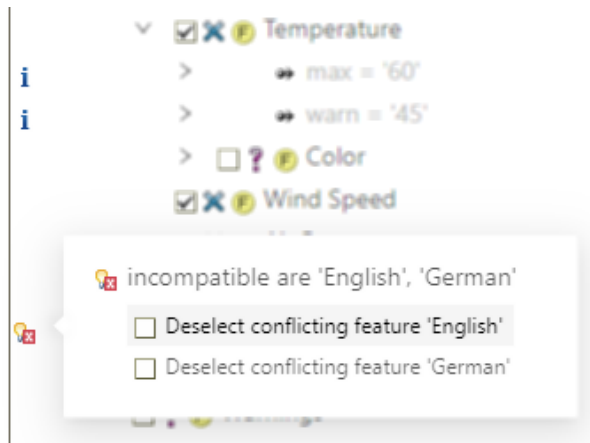 Temperature
i max = '60'
i warn = '45'
? F Color
Wind Speed
incompatible are 'English', 'German'
Deselect conflicting feature 'English'
Deselect conflicting feature 'German'
Warnings